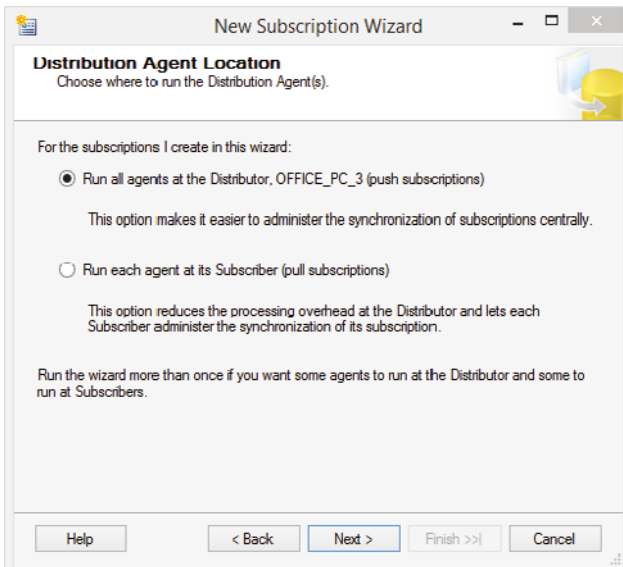 New Subscription Wizard
Distribution Agent Location
Choose where to run the Distribution Agent(s).
For the subscriptions I create in this wizard:
Run all agents at the Distributor, OFFICE_PC_3 (push subscriptions)
This option makes it easier to administer the synchronization of subscriptions centrally.
Run each agent at its Subscriber (pull subscriptions)
This option reduces the processing overhead at the Distributor and lets each
Subscriber administer the synchronization of its subscription.
Run the wizard more than once if you want some agents to run at the Distributor and some to
run at Subscribers.
Help
< Back
Next >
Finish >>|
Cancel